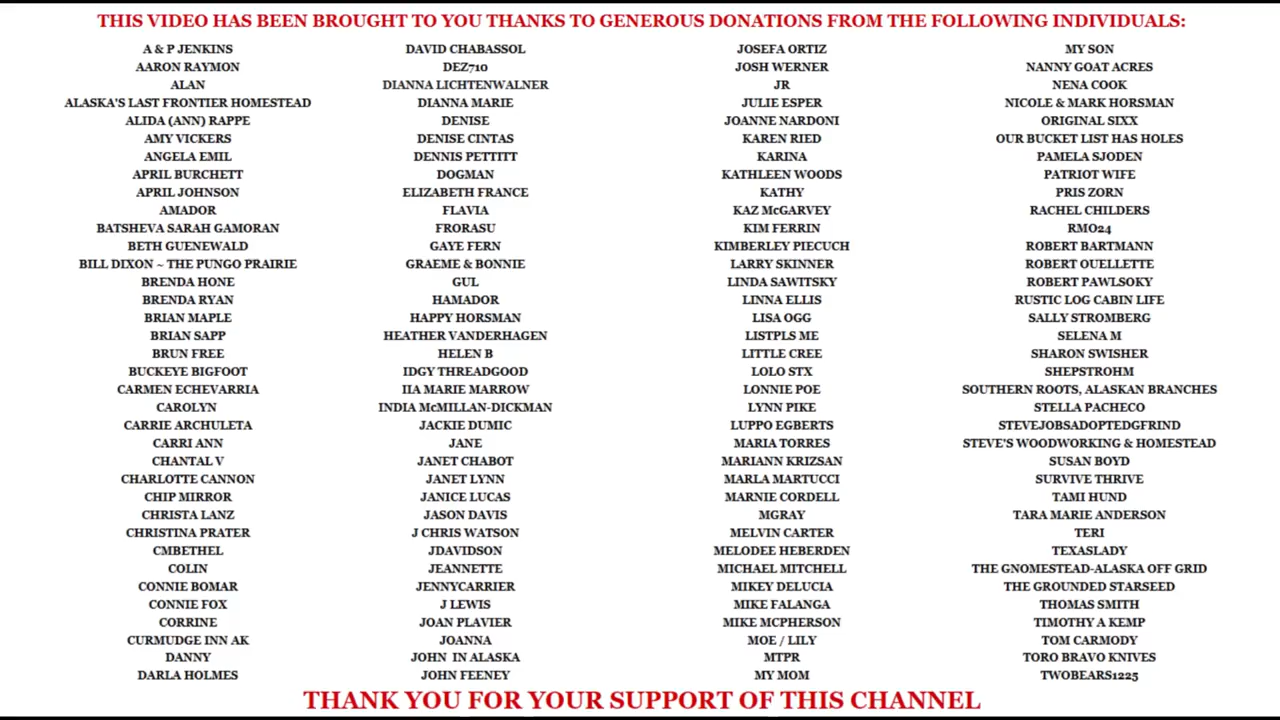 THIS VIDEO HAS BEEN BROUGHT TO YOU THANKS TO GENEROUS DONATIONS FROM THE FOLLOWING INDIVIDUALS:
A & P JENKINS
AARON RAYMON
ALAN
ALASKA'S LAST FRONTIER HOMESTEAD
ALIDA (ANN) RAPPE
AMY VICKERS
ANGELA EMIL
APRIL BURCHETT
APRIL JOHNSON
AMADOR
BATSHEVA SARAH GAMORAN
BETH GUENEWALD
BILL DIXON ~ THE PUNGO PRAIRIE
BRENDA HONE
BRENDA RYAN
BRIAN MAPLE
BRIAN SAPP
BRUN FREE
BUCKEYE BIGFOOT
CARMEN ECHEVARRIA
CAROLYN
CARRIE ARCHULETA
CARRI ANN
CHANTAL V
CHARLOTTE CANNON
CHIP MIRROR
CHRISTA LANZ
CHRISTINA PRATER
CMBETHEL
COLIN
CONNIE BOMAR
CONNIE FOX
CORRINE
CURMUDGE INN AK
DANNY
DARLA HOLMES
DAVID CHABASSOL
DEZ710
DIANNA LICHTENWALNER
DIANNA MARIE
DENISE
DENISE CINTAS
DENNIS PETTITT
DOGMAN
ELIZABETH FRANCE
FLAVIA
FRORASU
GAYE FERN
GRAEME & BONNIE
GUL
HAMADOR
HAPPY HORSMAN
HEATHER VANDERHAGEN
HELEN B
IDGY THREADGOOD
IIA MARIE MARROW
INDIA McMILLAN-DICKMAN
JACKIE DUMIC
JANE
JANET CHABOT
JANET LYNN
JANICE LUCAS
JASON DAVIS
J CHRIS WATSON
JDAVIDSON
JEANNETTE
JENNYCARRIER
J LEWIS
JOAN PLAVIER
JOANNA
JOHN IN ALASKA
JOHN FEENEY
JOSEFA ORTIZ
JOSH WERNER
JR
JULIE ESPER
JOANNE NARDONI
KAREN RIED
KARINA
KATHLEEN WOODS
KATHY
KAZ McGARVEY
KIM FERRIN
KIMBERLEY PIECUCH
LARRY SKINNER
LINDA SAWITSKY
LINNA ELLIS
LISA OGG
LISTPLS ME
LITTLE CREE
LOLO STX
LONNIE POE
LYNN PIKE
LUPPO EGBERTS
MARIA TORRES
MARIANN KRIZSAN
MARLA MARTUCCI
MARNIE CORDELL
MGRAY
MELVIN CARTER
MELODEE HEBERDEN
MICHAEL MITCHELL
MIKEY DELUCIA
MIKE FALANGA
MIKE MCPHERSON
MOE / LILY
MTPR
MY MOM
MY SON
NANNY GOAT ACRES
NENA COOK
NICOLE & MARK HORSMAN
ORIGINAL SIXX
OUR BUCKET LIST HAS HOLES
PAMELA SJODEN
PATRIOT WIFE
PRIS ZORN
RACHEL CHILDERS
RMO24
ROBERT BARTMANN
ROBERT OUELLETTE
ROBERT PAWLSOKY
RUSTIC LOG CABIN LIFE
SALLY STROMBERG
SELENA M
SHARON SWISHER
SHEPSTROHM
SOUTHERN ROOTS, ALASKAN BRANCHES
STELLA PACHECO
STEVEJOBSADOPTEDGFRIND
STEVE'S WOODWORKING & HOMESTEAD
SUSAN BOYD
SURVIVE THRIVE
TAMI HUND
TARA MARIE ANDERSON
TERI
TEXASLADY
THE GNOMESTEAD-ALASKA OFF GRID
THE GROUNDED STARSEED
THOMAS SMITH
TIMOTHY A KEMP
TOM CARMODY
TORO BRAVO KNIVES
TWOBEARS1225
THANK YOU FOR YOUR SUPPORT OF THIS CHANNEL